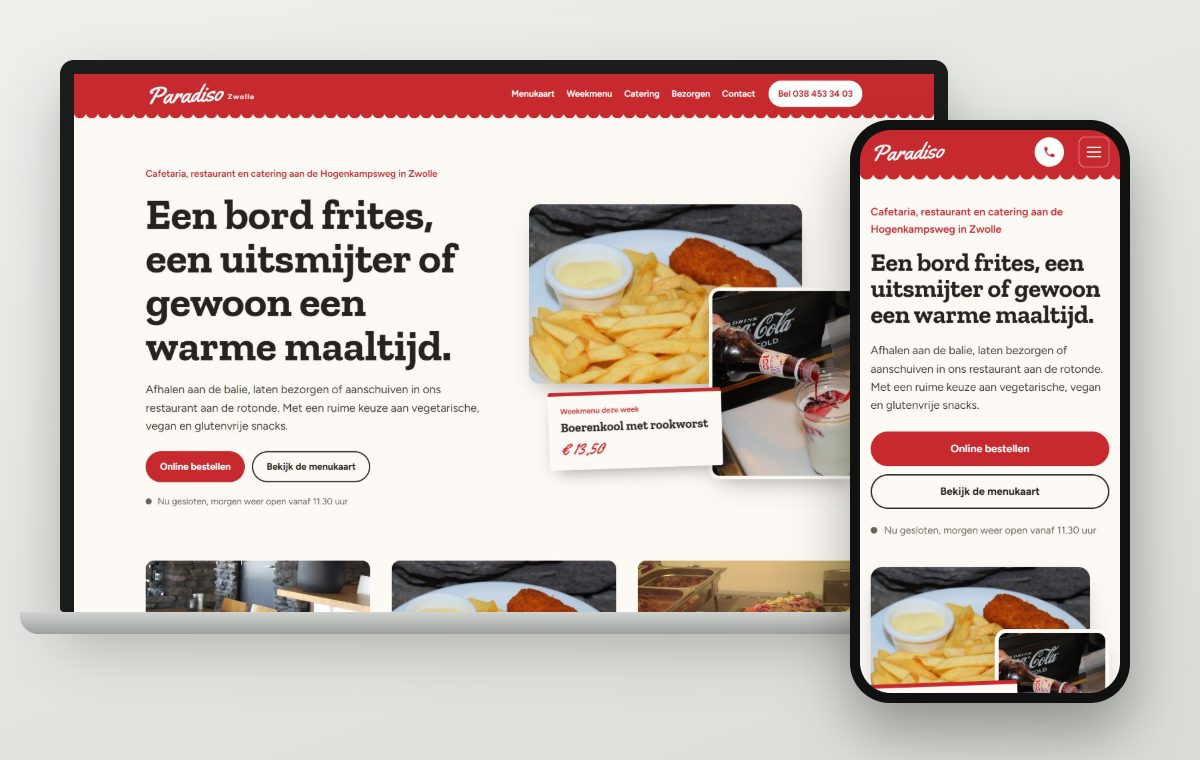 Paradiso Zwolle
Menukaart Weekmenu Catering Bezorgen Contact Bel 038 453 34 03
Cafetaria, restaurant en catering aan de Hogenkampsweg in Zwolle
Een bord frites,
een uitsmijter of
gewoon een
warme maaltijd.
Afhalen aan de balie, laten bezorgen of aanschuiven in ons
restaurant aan de rotonde. Met een ruime keuze aan vegetarische,
vegan en glutenvrije snacks.
Online bestellen
Bekijk de menukaart
Nu gesloten, morgen weer open vanaf 11.30 uur
DRINK
Coca-Cola
COLD
Weekmenu deze week
Boerenkool met rookworst
€ 13,50
Paradiso
Cafetaria, restaurant en catering aan de
Hogenkampsweg in Zwolle
Een bord frites, een
uitsmijter of gewoon
een warme maaltijd.
Afhalen aan de balie, laten bezorgen of
aanschuiven in ons restaurant aan de rotonde.
Met een ruime keuze aan vegetarische, vegan
en glutenvrije snacks.
Online bestellen
Bekijk de menukaart
Nu gesloten, morgen weer open vanaf 11.30 uur